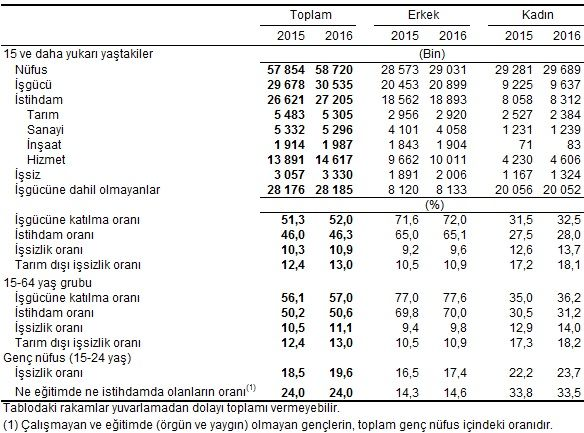 Toplam Erkek Kadın
2015 2016 2015 2016 2015 2016
15 ve daha yukarı yaştakiler (Bin)
Nüfus 57 854 58 720 28 573 29 031 29 281 29 689
İşgücü 29 678 30 535 20 453 20 899 9 225 9 637
İstihdam 26 621 27 205 18 562 18 893 8 058 8 312
Tarım 5 483 5 305 2 956 2 920 2 527 2 384
Sanayi 5 332 5 296 4 101 4 058 1 231 1 239
İnşaat 1 914 1 987 1 843 1 904 71 83
Hizmet 13 891 14 617 9 662 10 011 4 230 4 606
İşsiz 3 057 3 330 1 891 2 006 1 167 1 324
İşgücüne dahil olmayanlar 28 176 28 185 8 120 8 133 20 056 20 052
(%)
İşgücüne katılma oranı 51,3 52,0 71,6 72,0 31,5 32,5
İstihdam oranı 46,0 46,3 65,0 65,1 27,5 28,0
İşsizlik oranı 10,3 10,9 9,2 9,6 12,6 13,7
Tarım dışı işsizlik oranı 12,4 13,0 10,5 10,9 17,2 18,1
15-64 yaş grubu
İşgücüne katılma oranı 56,1 57,0 77,0 77,6 35,0 36,2
İstihdam oranı 50,2 50,6 69,8 70,0 30,5 31,2
İşsizlik oranı 10,5 11,1 9,4 9,8 12,9 14,0
Tarım dışı işsizlik oranı 12,4 13,0 10,5 10,9 17,3 18,2
Genç nüfus (15-24 yaş)
İşsizlik oranı 18,5 19,6 16,5 17,4 22,2 23,7
Ne eğitimde ne istihdamda olanların oranı(1) 24,0 24,0 14,3 14,6 33,8 33,5
Tablodaki rakamlar yuvarlamadan dolayı toplamı vermeyebilir.
(1) Çalışmayan ve eğitimde (örgün ve yaygın) olmayan gençlerin, toplam genç nüfus içindeki oranıdır.